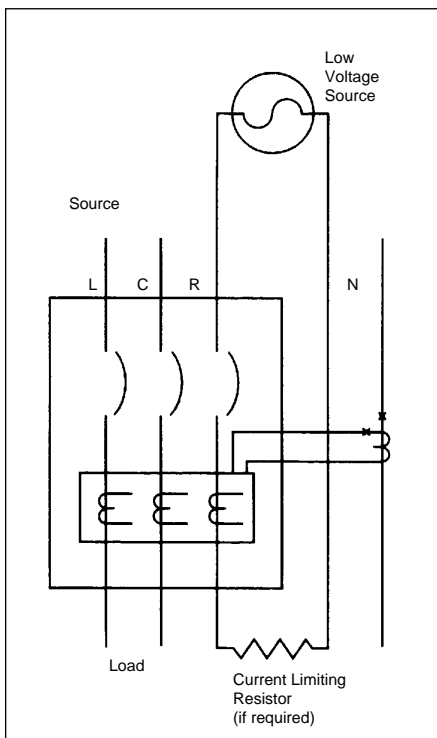 Low
Voltage
Source
Source
L C R N
Load
Current Limiting
Resistor
(if required)